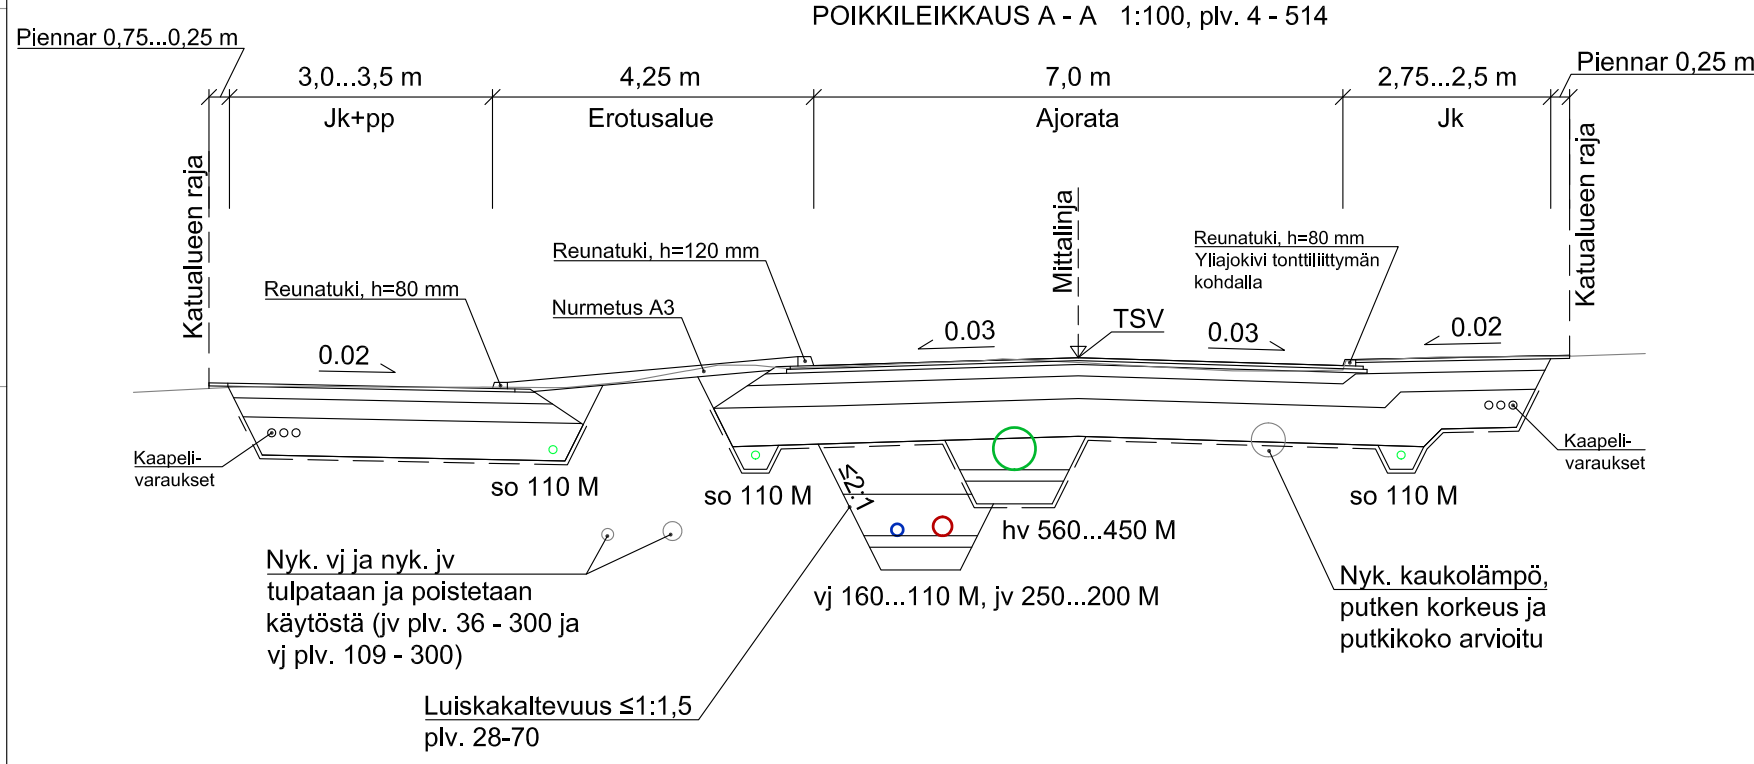 POIKKILEIKKAUS A - A 1:100, plv. 4 - 514
Piennar 0,75...0,25 m
3,0...3,5 m
4,25 m
7,0 m
2,75...2,5 m
Piennar 0,25 m
Jk+pp
Erotusalue
Ajorata
Jk
Katualueen raja
Mittalinja
Katualueen raja
Reunatuki, h=120 mm
Reunatuki, h=80 mm
Yliajokivi tonttiliittymän
kohdalla
Reunatuki, h=80 mm
Nurmetus A3
0.02
0.03
TSV
0.03
0.02
Kaapeli-
varaukset
so 110 M
so 110 M
≤2:1
hv 560...450 M
so 110 M
Kaapeli-
varaukset
Nyk. vj ja nyk. jv
tulpataan ja poistetaan
käytöstä (jv plv. 36 - 300 ja
vj plv. 109 - 300)
vj 160...110 M, jv 250...200 M
Nyk. kaukolämpö,
putken korkeus ja
putkikoko arvioitu
Luiskakaltevuus ≤1:1,5
plv. 28-70